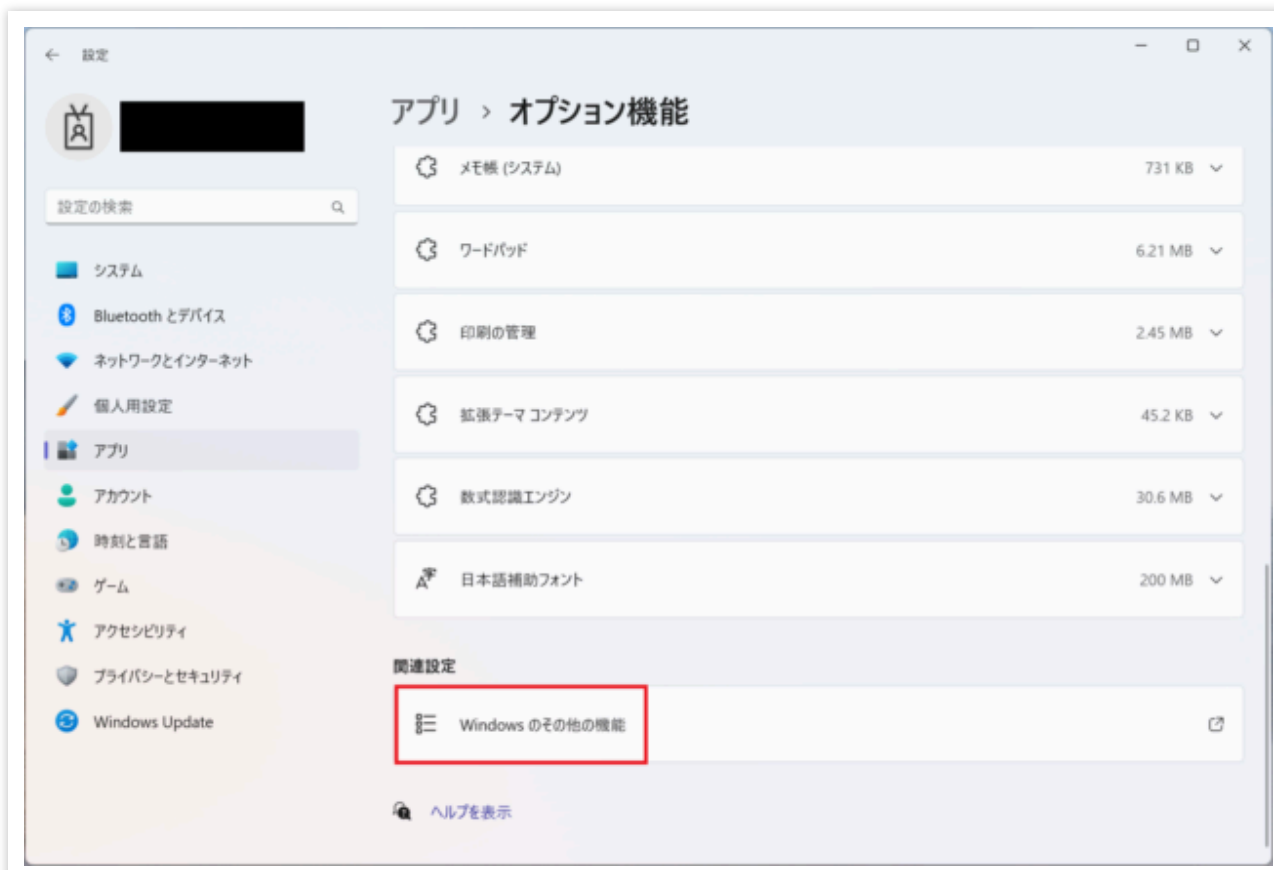 設定
アプリ › オプション機能
設定の検索
システム
Bluetooth とデバイス
ネットワークとインターネット
個人用設定
アプリ
アカウント
時刻と言語
ゲーム
アクセシビリティ
プライバシーとセキュリティ
Windows Update
メモ帳 (システム) 731 KB
ワードパッド 6.21 MB
印刷の管理 2.45 MB
拡張テーマ コンテンツ 45.2 KB
数式認識エンジン 30.6 MB
日本語補助フォント 200 MB
関連設定
Windows のその他の機能
ヘルプを表示